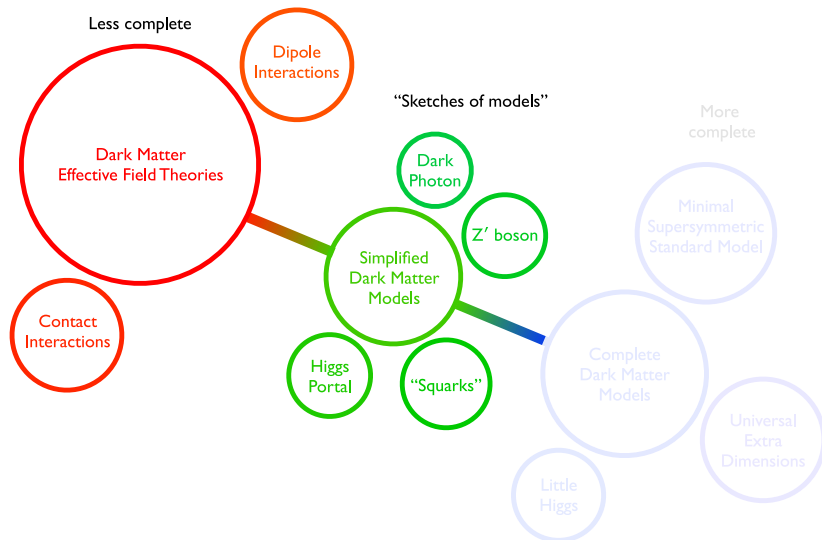 Less complete
Dipole
Interactions
Dark Matter
Effective Field Theories
Contact
Interactions
“Sketches of models”
Dark
Photon
Z′ boson
Simplified
Dark Matter
Models
Higgs
Portal
“Squarks”
More
complete
Minimal
Supersymmetric
Standard Model
Complete
Dark Matter
Models
Universal
Extra
Dimensions
Little
Higgs